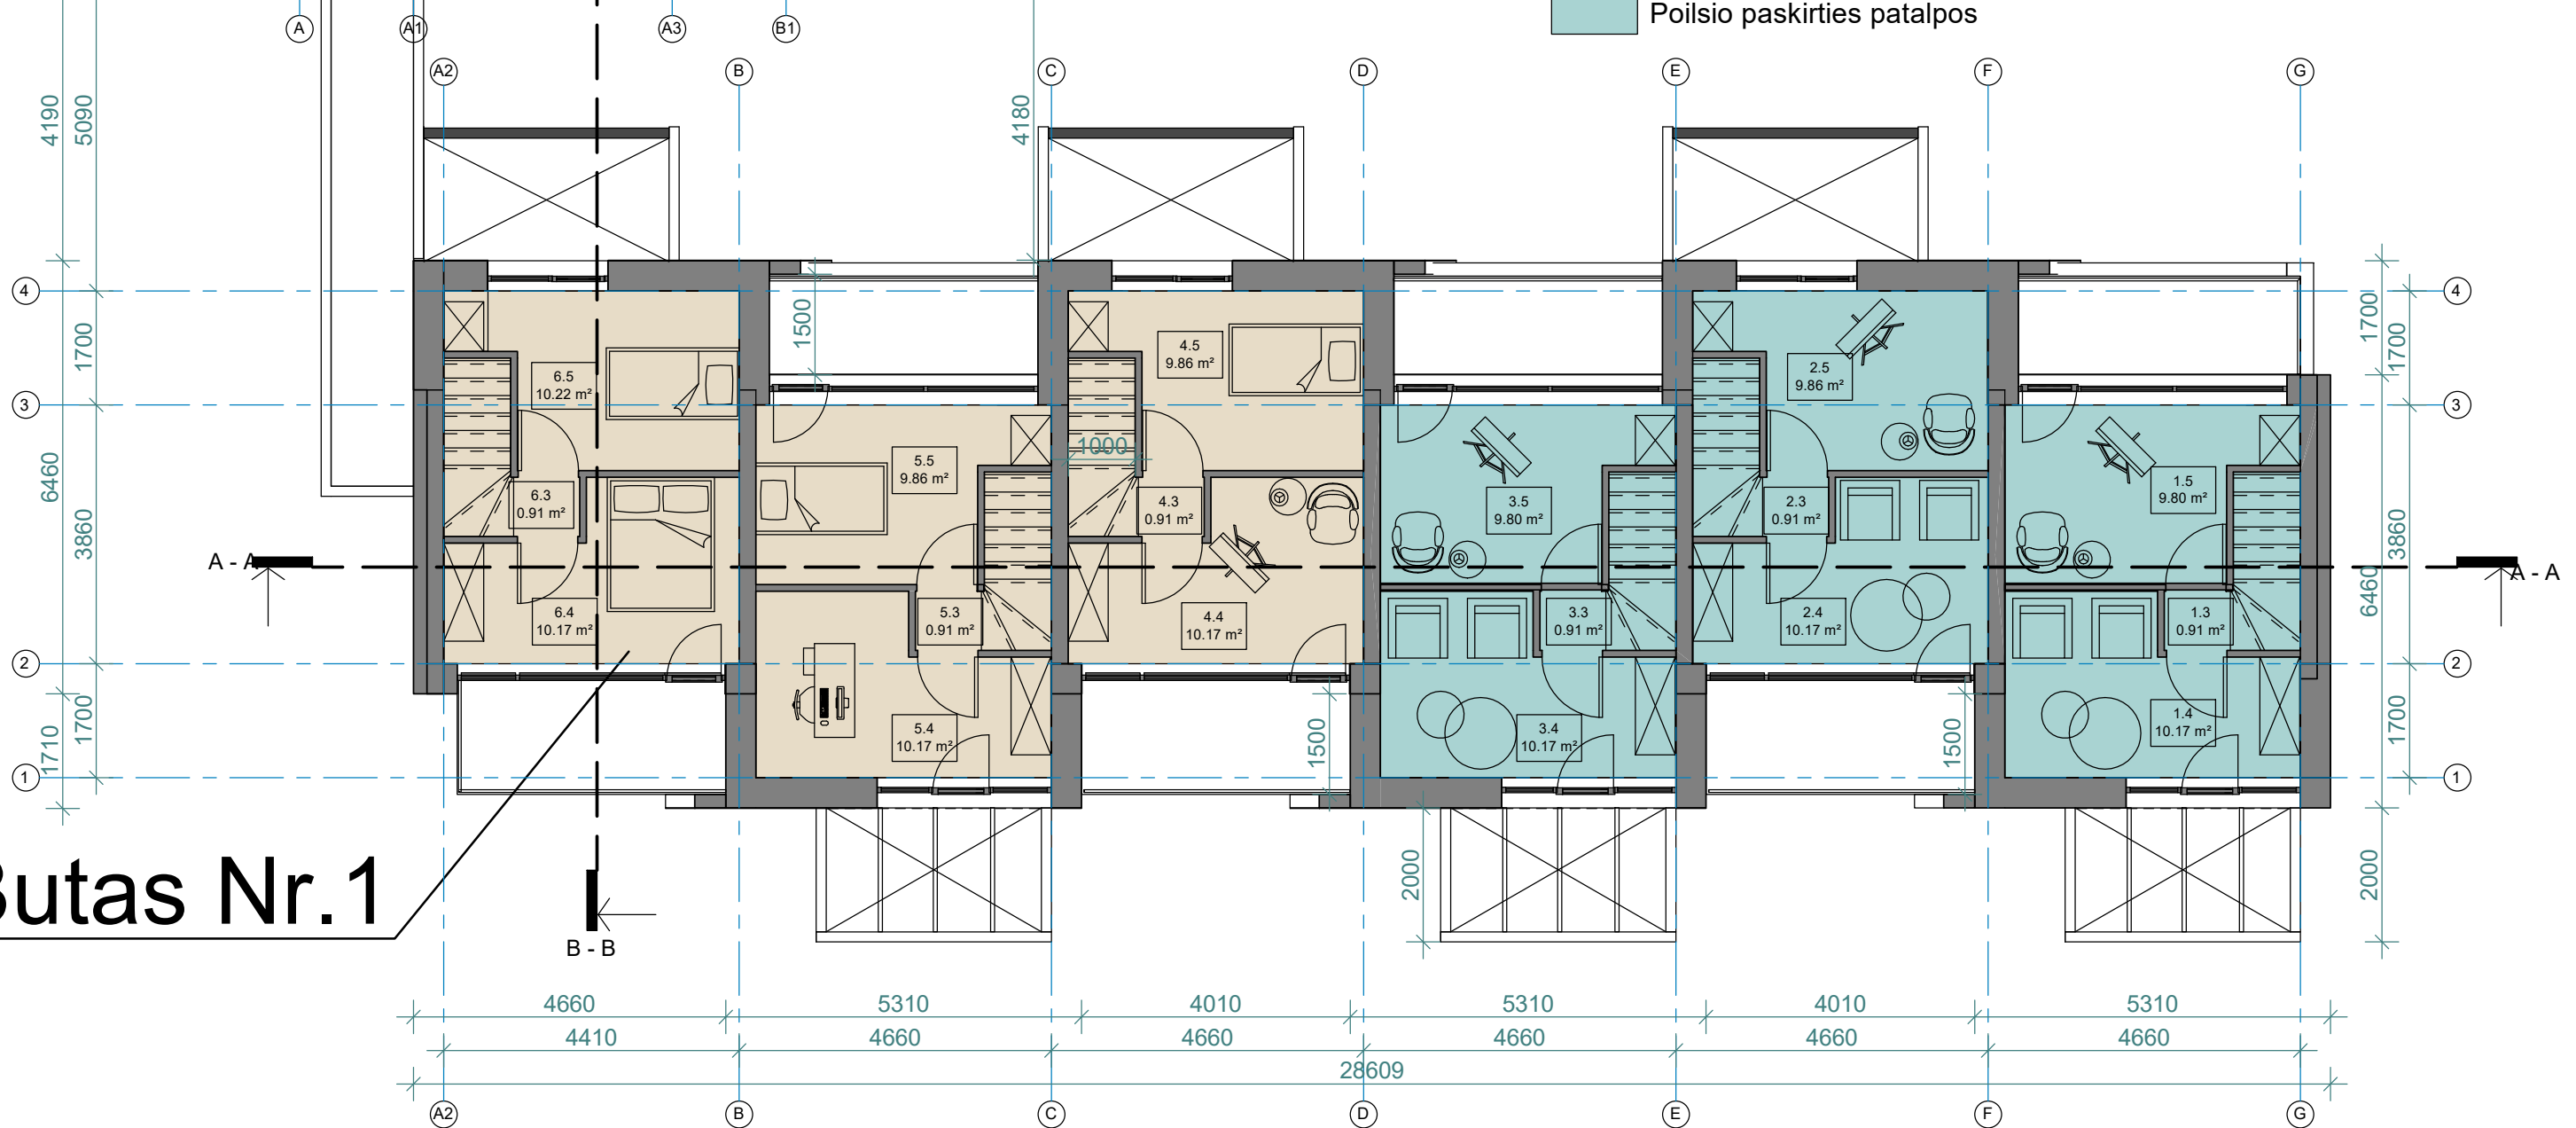 Poilsio paskirties patalpos
A
A1
A3
B1
A2
B
C
D
E
F
G
4190
5090
4180
4
4
1700
1500
1700
1700
3
3
6.5
10.22 m²
4.5
9.86 m²
2.5
9.86 m²
5.5
9.86 m²
1000
6460
3860
6.3
0.91 m²
4.3
0.91 m²
3.5
9.80 m²
2.3
0.91 m²
1.5
9.80 m²
3860
6460
A - A
A - A
6.4
10.17 m²
5.3
0.91 m²
4.4
10.17 m²
3.3
0.91 m²
2.4
10.17 m²
1.3
0.91 m²
2
2
1710
1700
5.4
10.17 m²
1500
3.4
10.17 m²
1500
1.4
10.17 m²
1700
1
1
Butas Nr.1
2000
2000
B - B
4660
5310
4010
5310
4010
5310
4410
4660
4660
4660
4660
4660
28609
A2
B
C
D
E
F
G